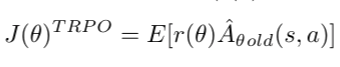 J(θ)^{TRPO} = E[r(θ)Â_{θold}(s, a)]